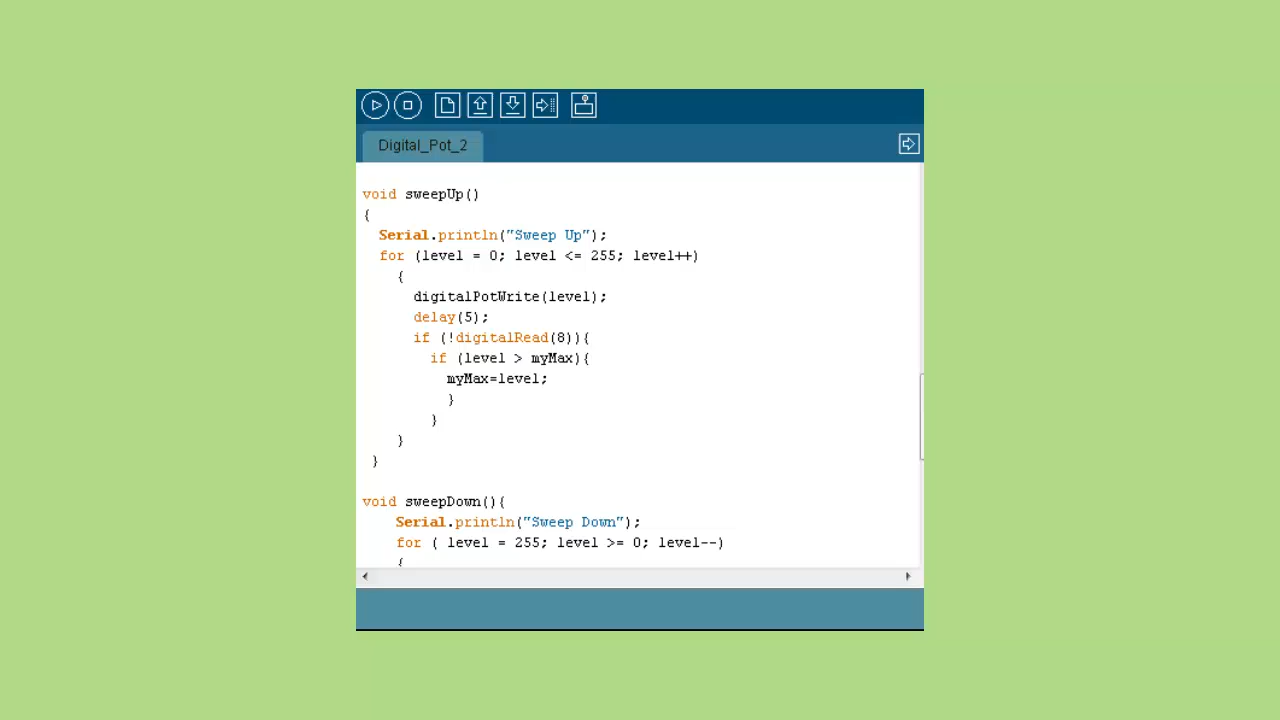 Digital_Pot_2
void sweepUp()
{
  Serial.println("Sweep Up");
  for (level = 0; level <= 255; level++)
    {
      digitalPotWrite(level);
      delay(5);
      if (!digitalRead(8)){
        if (level > myMax){
          myMax=level;
          }
        }
    }
 }
void sweepDown(){
    Serial.println("Sweep Down");
    for ( level = 255; level >= 0; level--)
    {